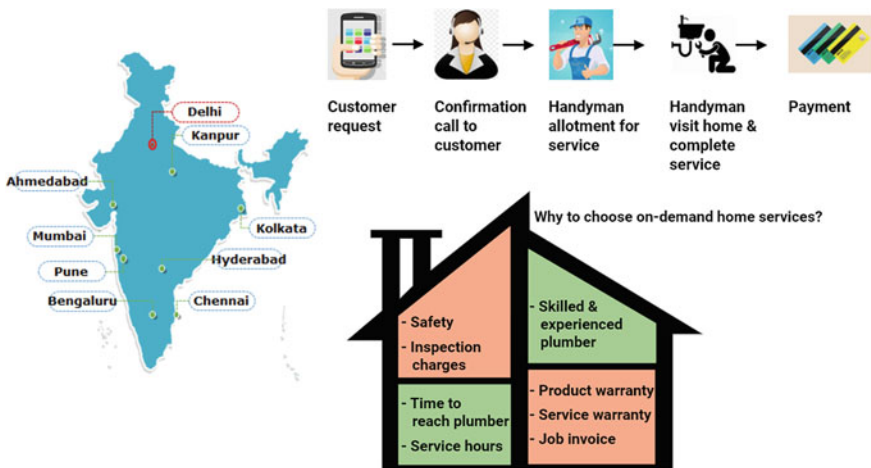 Delhi
Kanpur
Ahmedabad
Kolkata
Mumbai
Hyderabad
Pune
Bengaluru
Chennai
Customer
request
Confirmation
call to
customer
Handyman
allotment for
service
Handyman
visit home &
complete
service
Payment
Why to choose on-demand home services?
- Safety
- Inspection
charges
- Skilled &
experienced
plumber
- Time to
reach plumber
- Service hours
- Product warranty
- Service warranty
- Job invoice